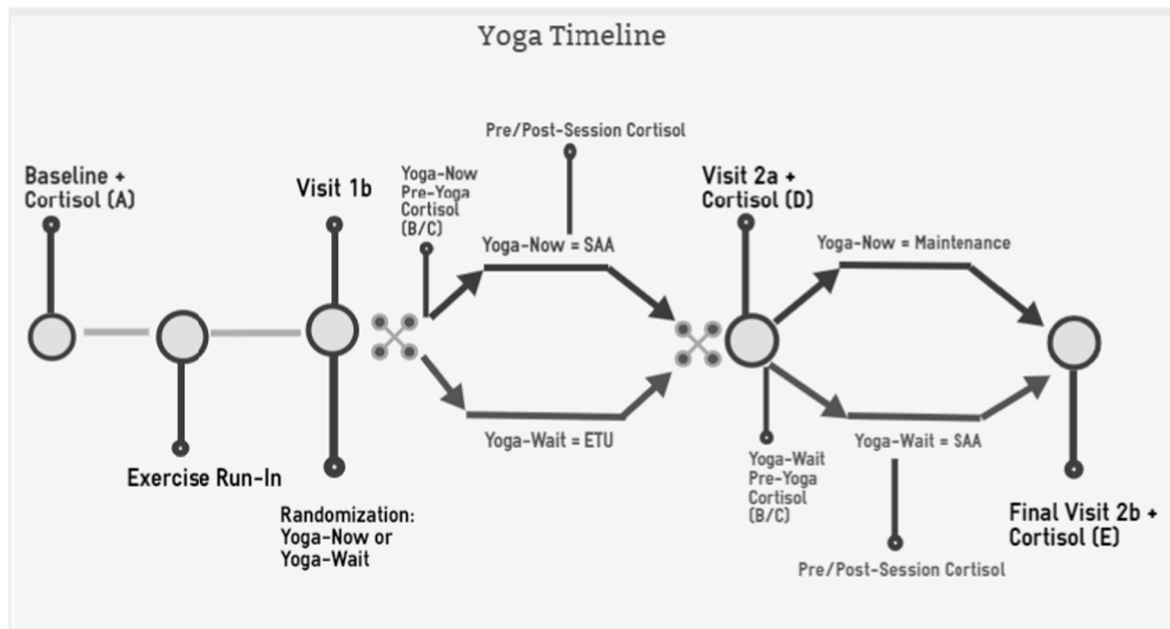 Yoga Timeline
Pre/Post-Session Cortisol
Baseline +
Cortisol (A)
Visit 1b
Yoga-Now
Pre-Yoga
Cortisol
(B/C)
Visit 2a +
Cortisol (D)
Yoga-Now = SAA
Yoga-Now = Maintenance
Yoga-Wait = ETU
Yoga-Wait = SAA
Exercise Run-In
Yoga-Wait
Pre-Yoga
Cortisol
(B/C)
Randomization:
Yoga-Now or
Yoga-Wait
Final Visit 2b +
Cortisol (E)
Pre/Post-Session Cortisol